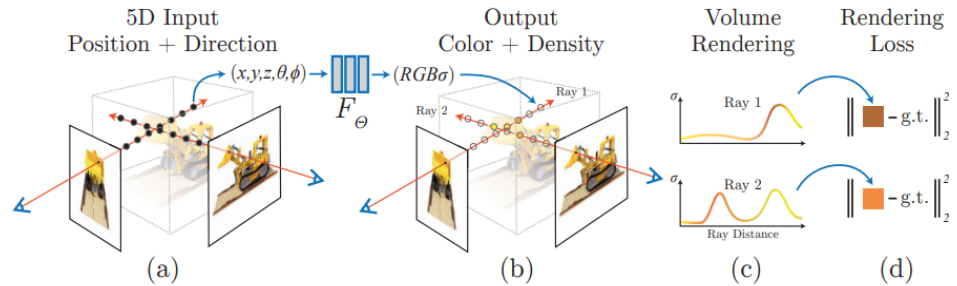 5D Input
Position + Direction
Output
Color + Density
Volume
Rendering
Rendering
Loss
(x,y,z,θ,ϕ)
F_Θ
(RGBσ)
Ray 1
Ray 2
σ
Ray 1
σ
Ray 2
Ray Distance
‖ - g.t. ‖²₂
‖ - g.t. ‖²₂
(a)
(b)
(c)
(d)